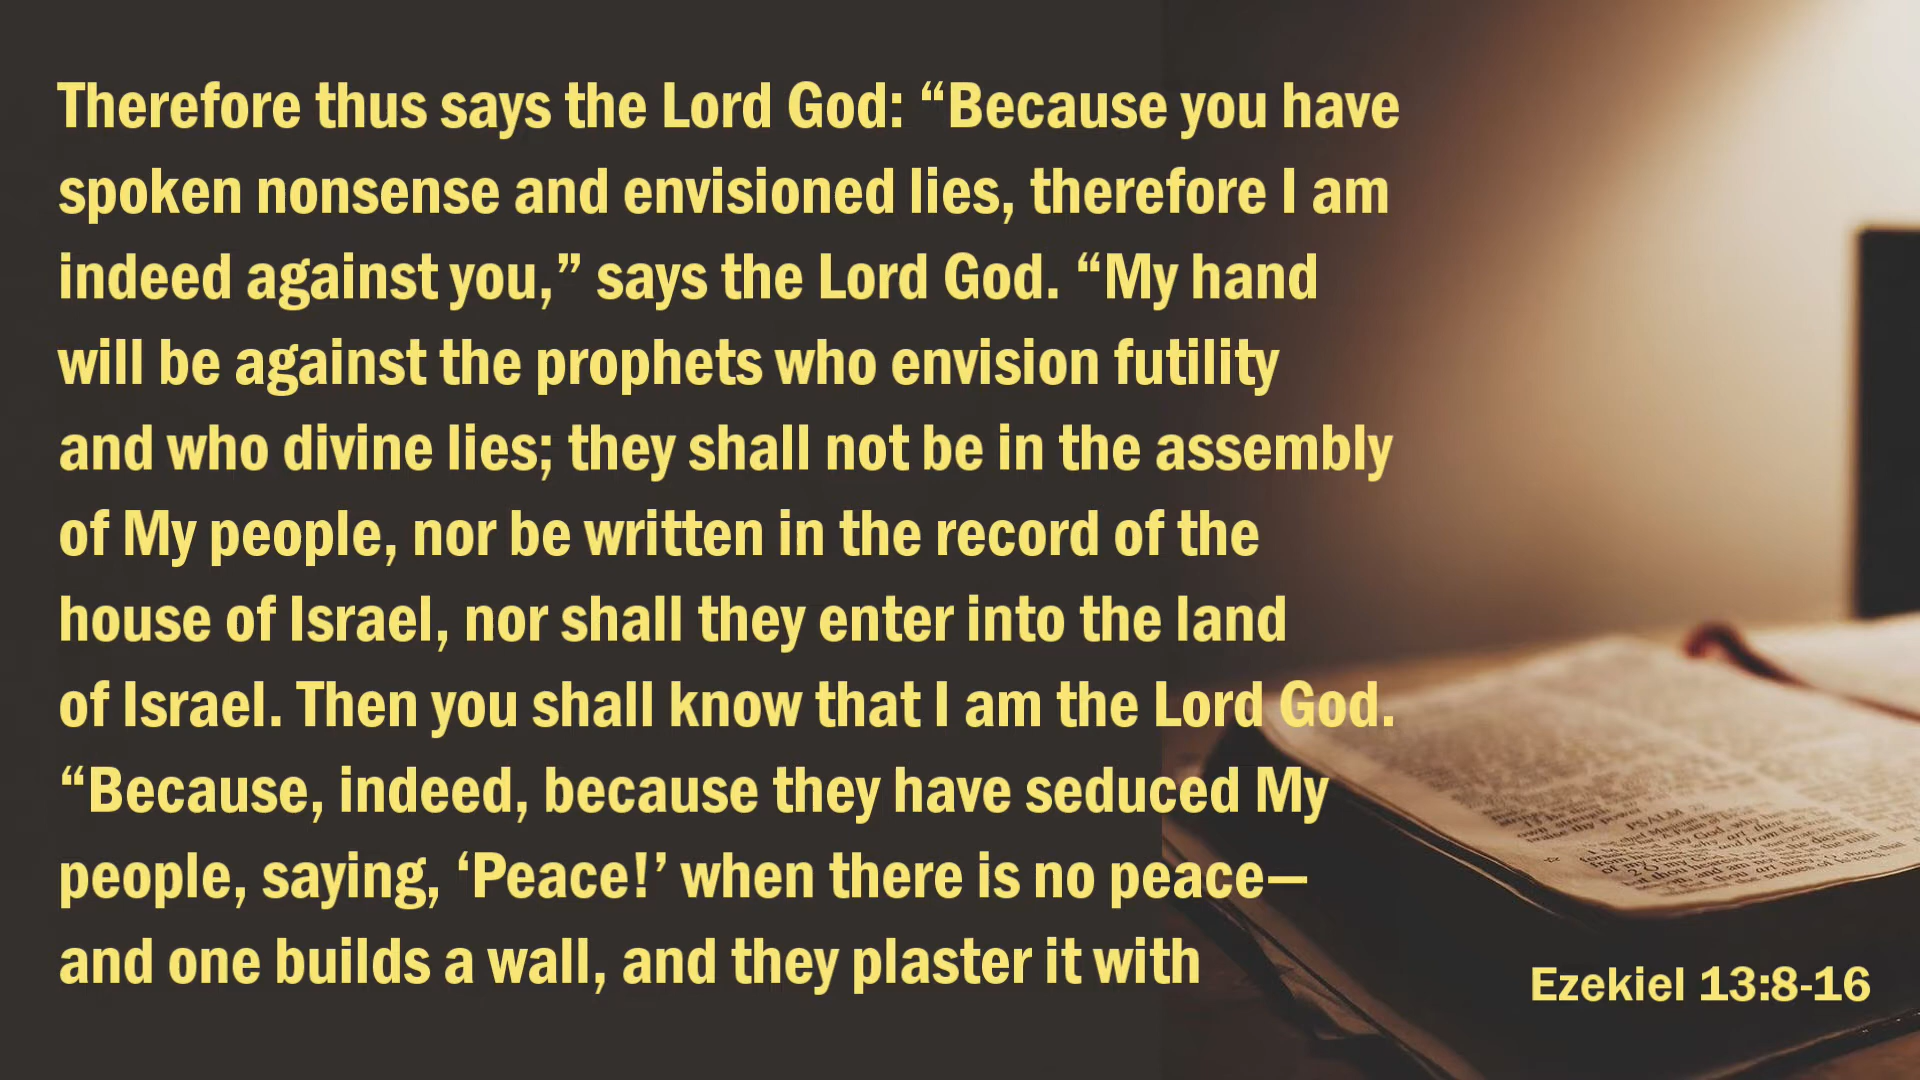 Therefore thus says the Lord God: “Because you have
spoken nonsense and envisioned lies, therefore I am
indeed against you,” says the Lord God. “My hand
will be against the prophets who envision futility
and who divine lies; they shall not be in the assembly
of My people, nor be written in the record of the
house of Israel, nor shall they enter into the land
of Israel. Then you shall know that I am the Lord God.
“Because, indeed, because they have seduced My
people, saying, ‘Peace!’ when there is no peace—
and one builds a wall, and they plaster it with
Ezekiel 13:8-16
PSALM 22